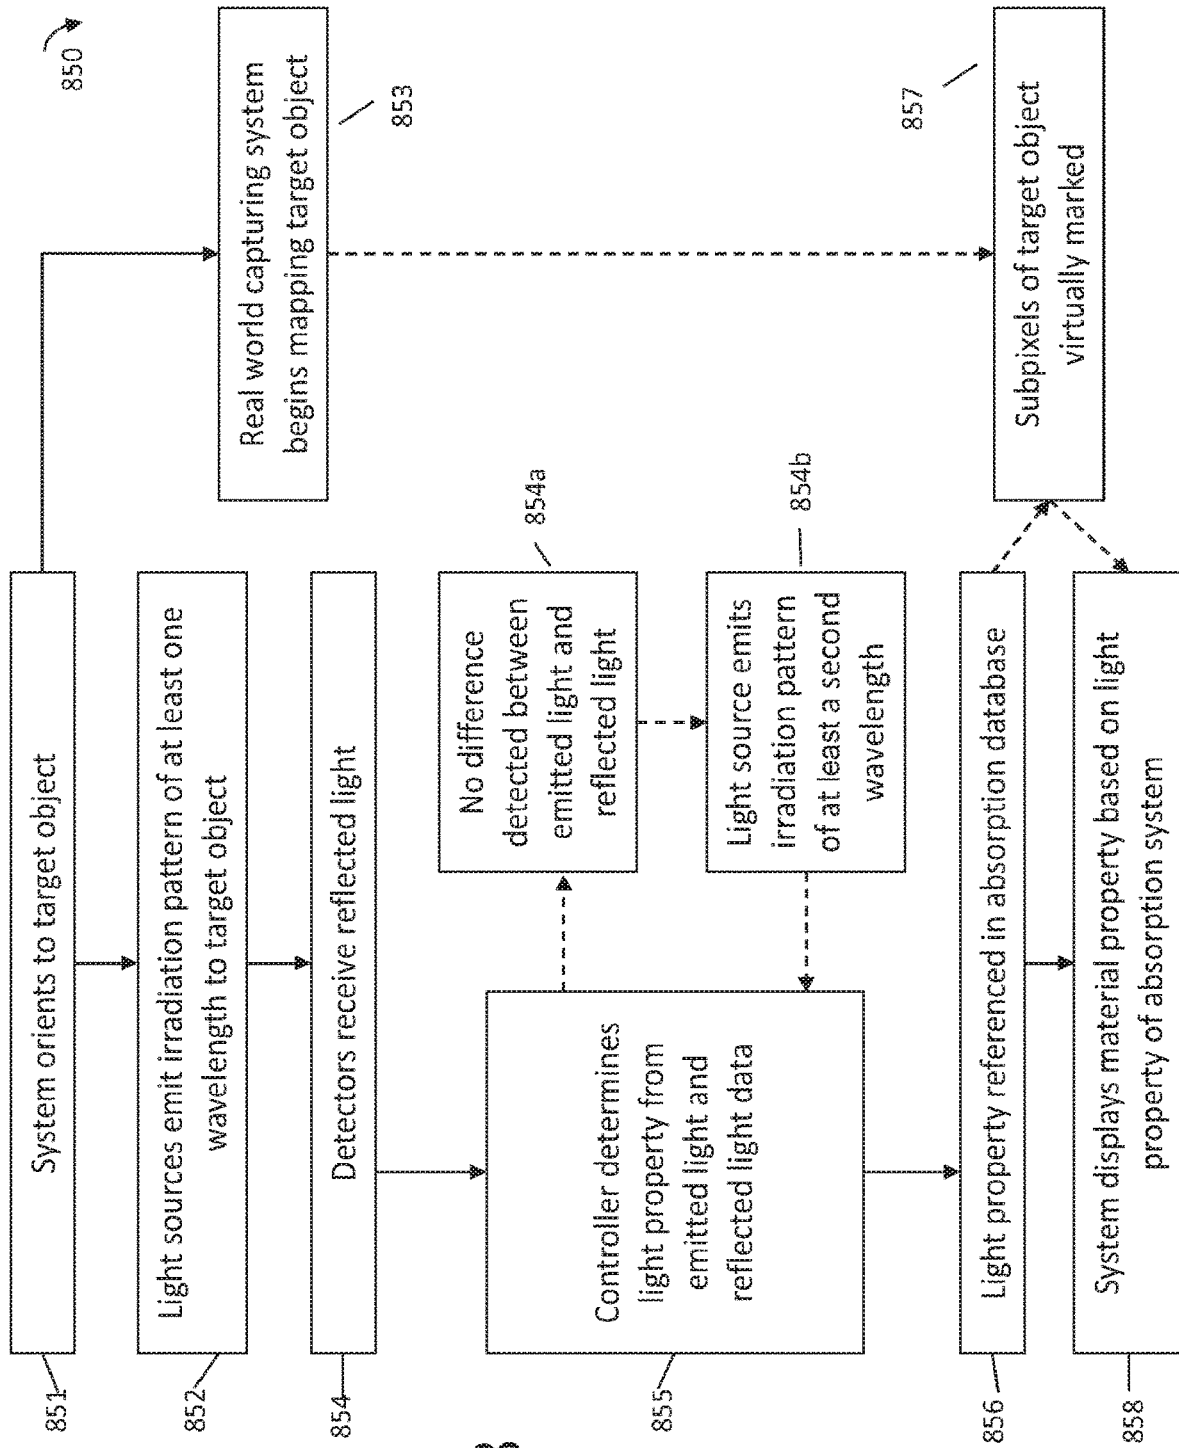 850
851
System orients to target object
852
Light sources emit irradiation pattern of at least one
wavelength to target object
Real world capturing system
begins mapping target object
853
854
Detectors receive reflected light
855
Controller determines
light property from
emitted light and
reflected light data
No difference
detected between
emitted light and
reflected light
854a
Light source emits
irradiation pattern
of at least a second
wavelength
854b
856
Light property referenced in absorption database
Subpixels of target object
virtually marked
857
858
System displays material property based on light
property of absorption system